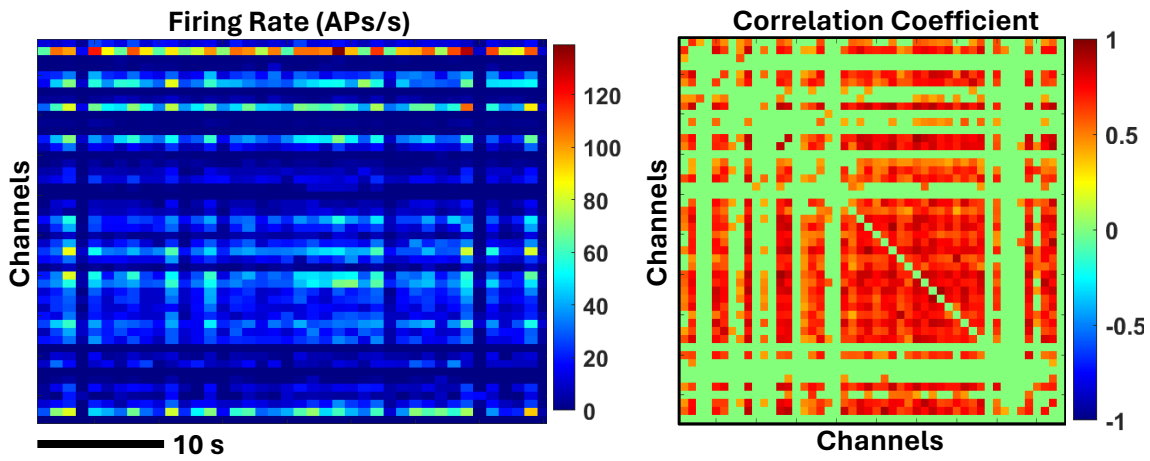 Firing Rate (APs/s)
Channels
120
100
80
60
40
20
0
10 s
Correlation Coefficient
Channels
1
0.5
0
-0.5
-1
Channels